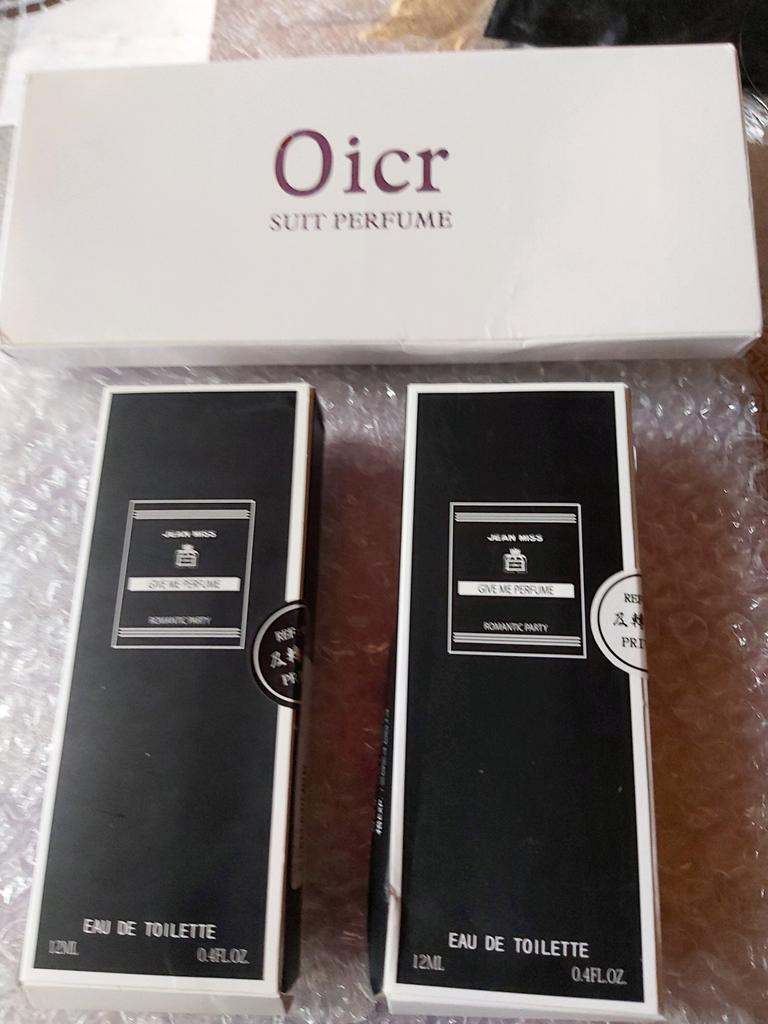 Oicr
SUIT PERFUME
JEAN MISS
GIVE ME PERFUME
ROMANTIC PARTY
EAU DE TOILETTE
12ML 0.4FL.OZ.
JEAN MISS
GIVE ME PERFUME
ROMANTIC PARTY
PRI
EAU DE TOILETTE
12ML 0.4FL.OZ.